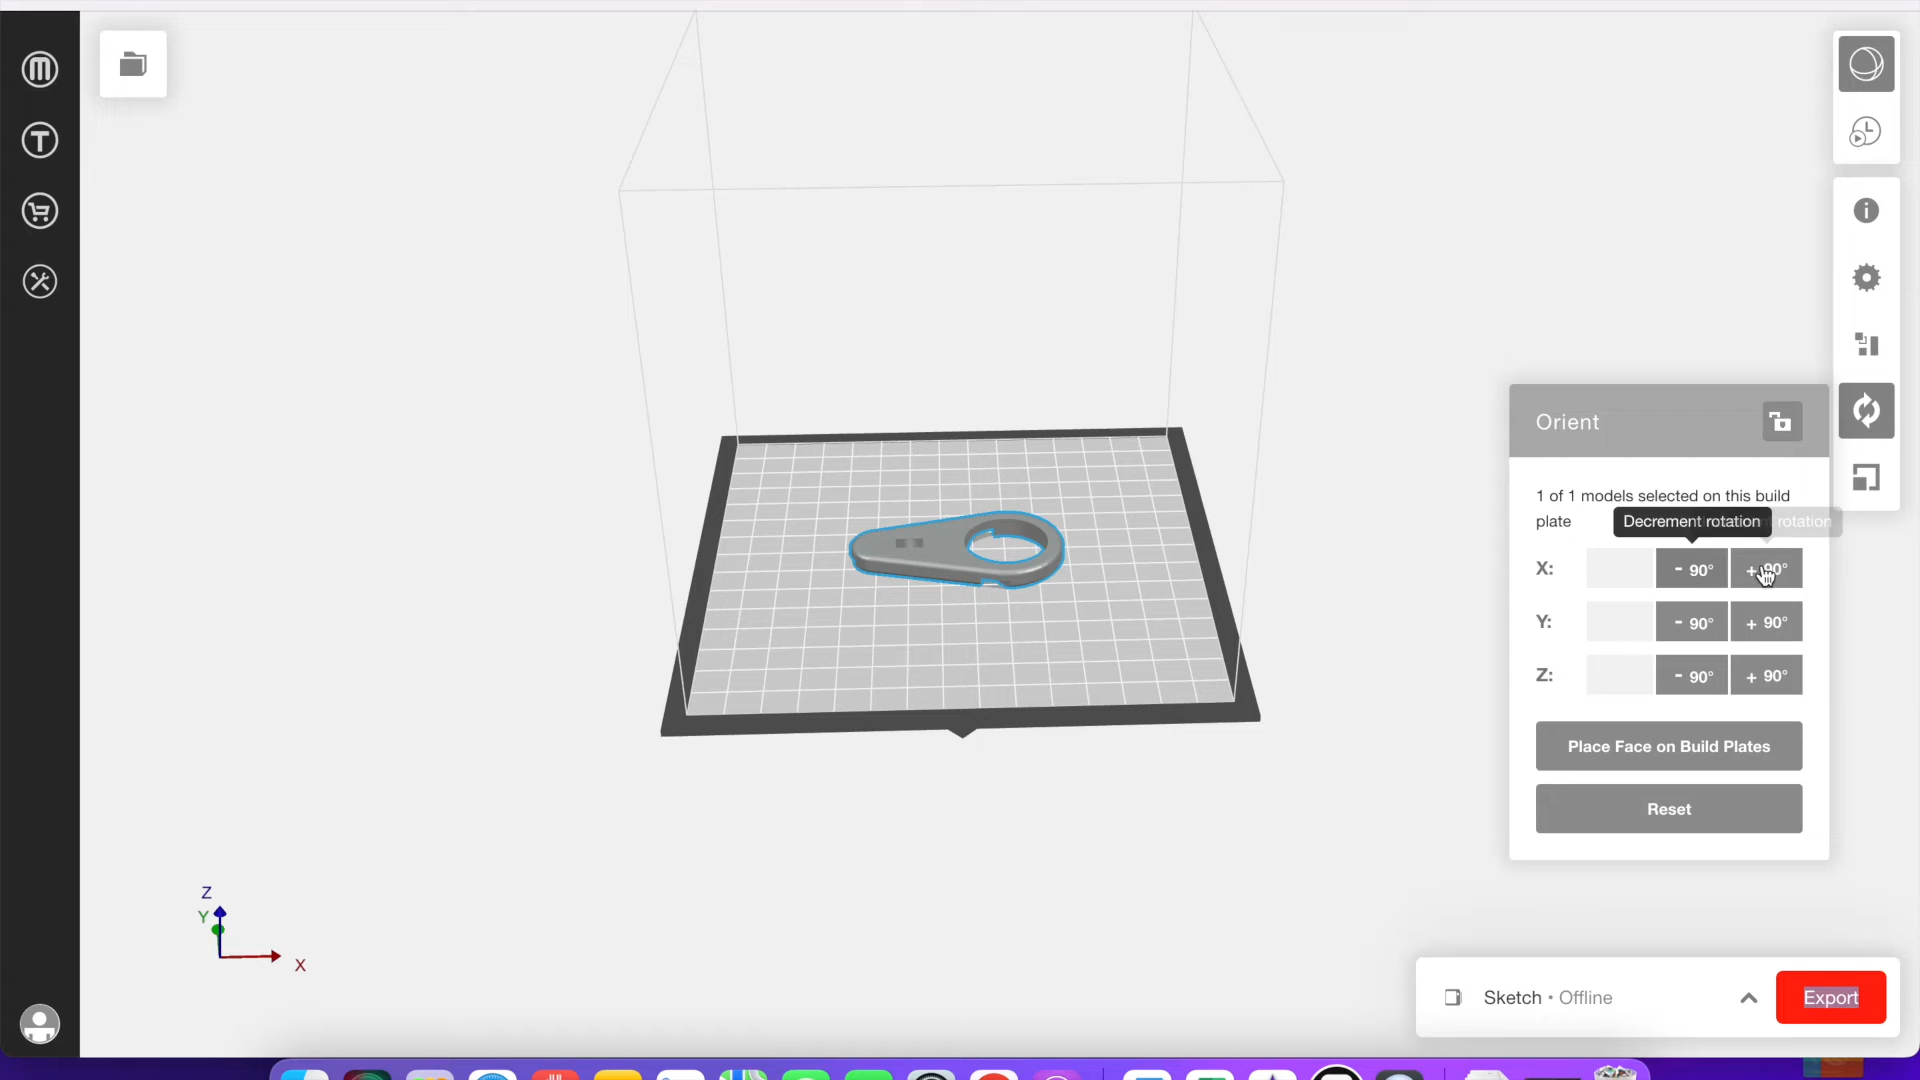 Orient
1 of 1 models selected on this build
plate
Decrement rotation
rotation
X:
- 90°
+ 90°
Y:
- 90°
+ 90°
Z:
- 90°
+ 90°
Place Face on Build Plates
Reset
Z
Y
X
Sketch • Offline
Export